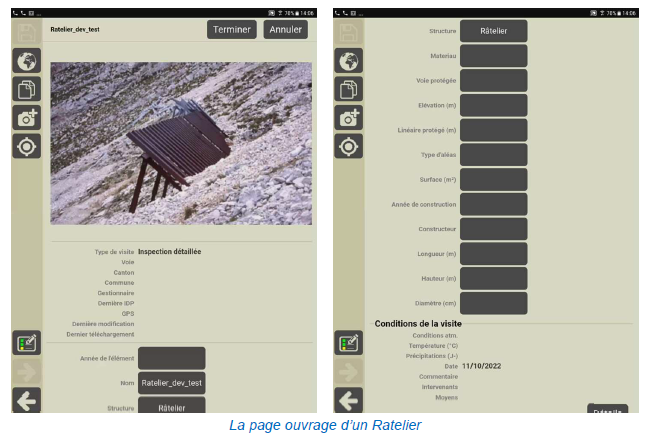 70% 14:06
Ratelier_dev_test
Terminer
Annuler
Type de visite Inspection détaillée
Voie
Canton
Commune
Gestionnaire
Dernière IDP
GPS
Dernière modification
Dernier téléchargement
Année de l'élément
Nom Ratelier_dev_test
Structure Râtelier
70% 14:06
Structure Râtelier
Materiau
Voie protégée
Elévation (m)
Linéaire protégé (m)
Type d'aléas
Surface (m²)
Année de construction
Constructeur
Longuaur (m)
Hauteur (m)
Diamètre (cm)
Conditions de la visite
Conditions atm.
Température (°C)
Précipitations (J-)
Date 11/10/2022
Commentaire
Intervenants
Moyens
La page ouvrage d'un Ratelier